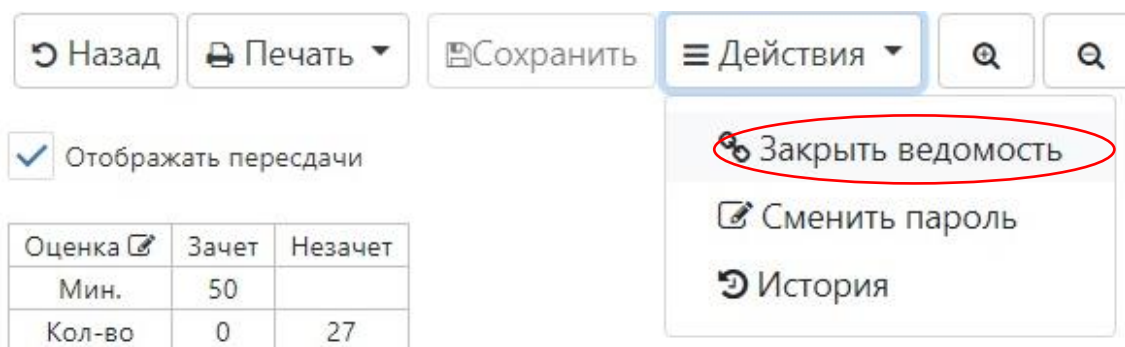 Назад Печать Сохранить Действия
Отображать пересдачи
Закрыть ведомость
Сменить пароль
История
Оценка Зачет Незачет
Мин. 50
Кол-во 0 27